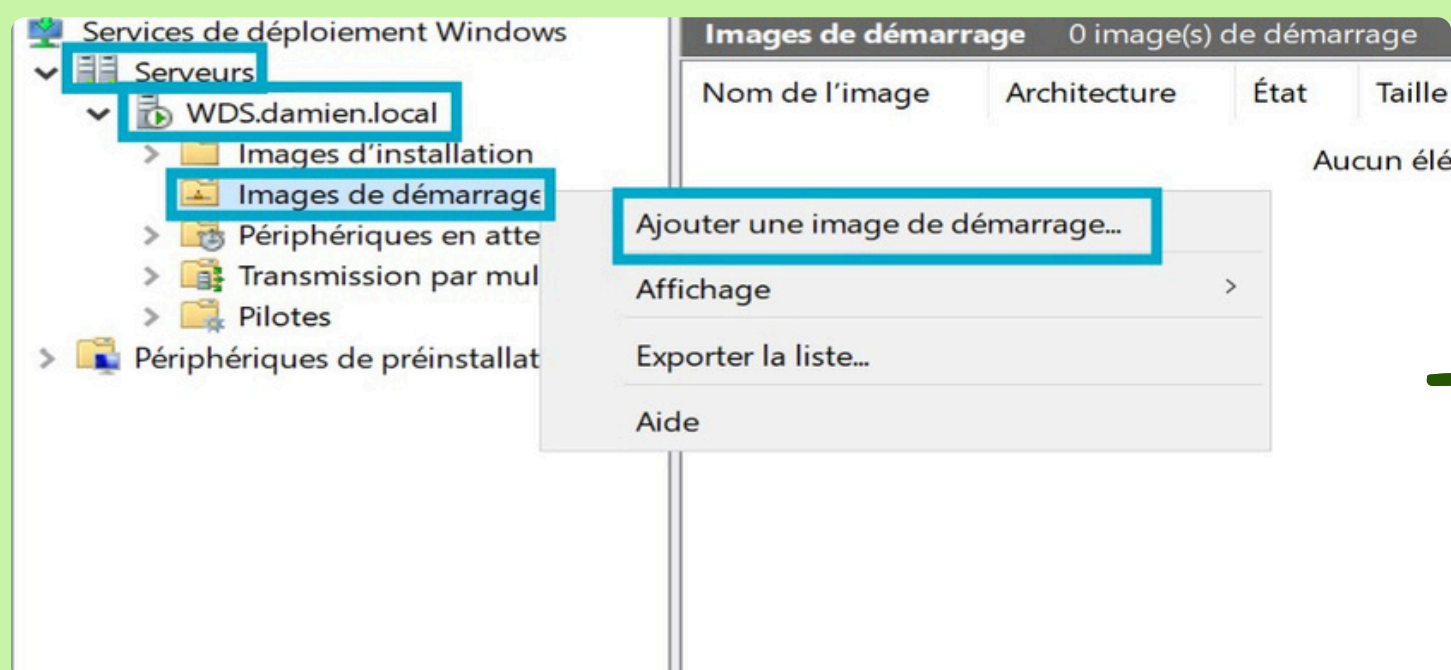 Services de déploiement Windows
Serveurs
WDS.damien.local
Images d'installation
Images de démarrage
Périphériques en atte
Transmission par mul
Pilotes
Périphériques de préinstallat
Images de démarrage 0 image(s) de démarrage
Nom de l'image Architecture État Taille
Aucun élé
Ajouter une image de démarrage...
Affichage
Exporter la liste...
Aide